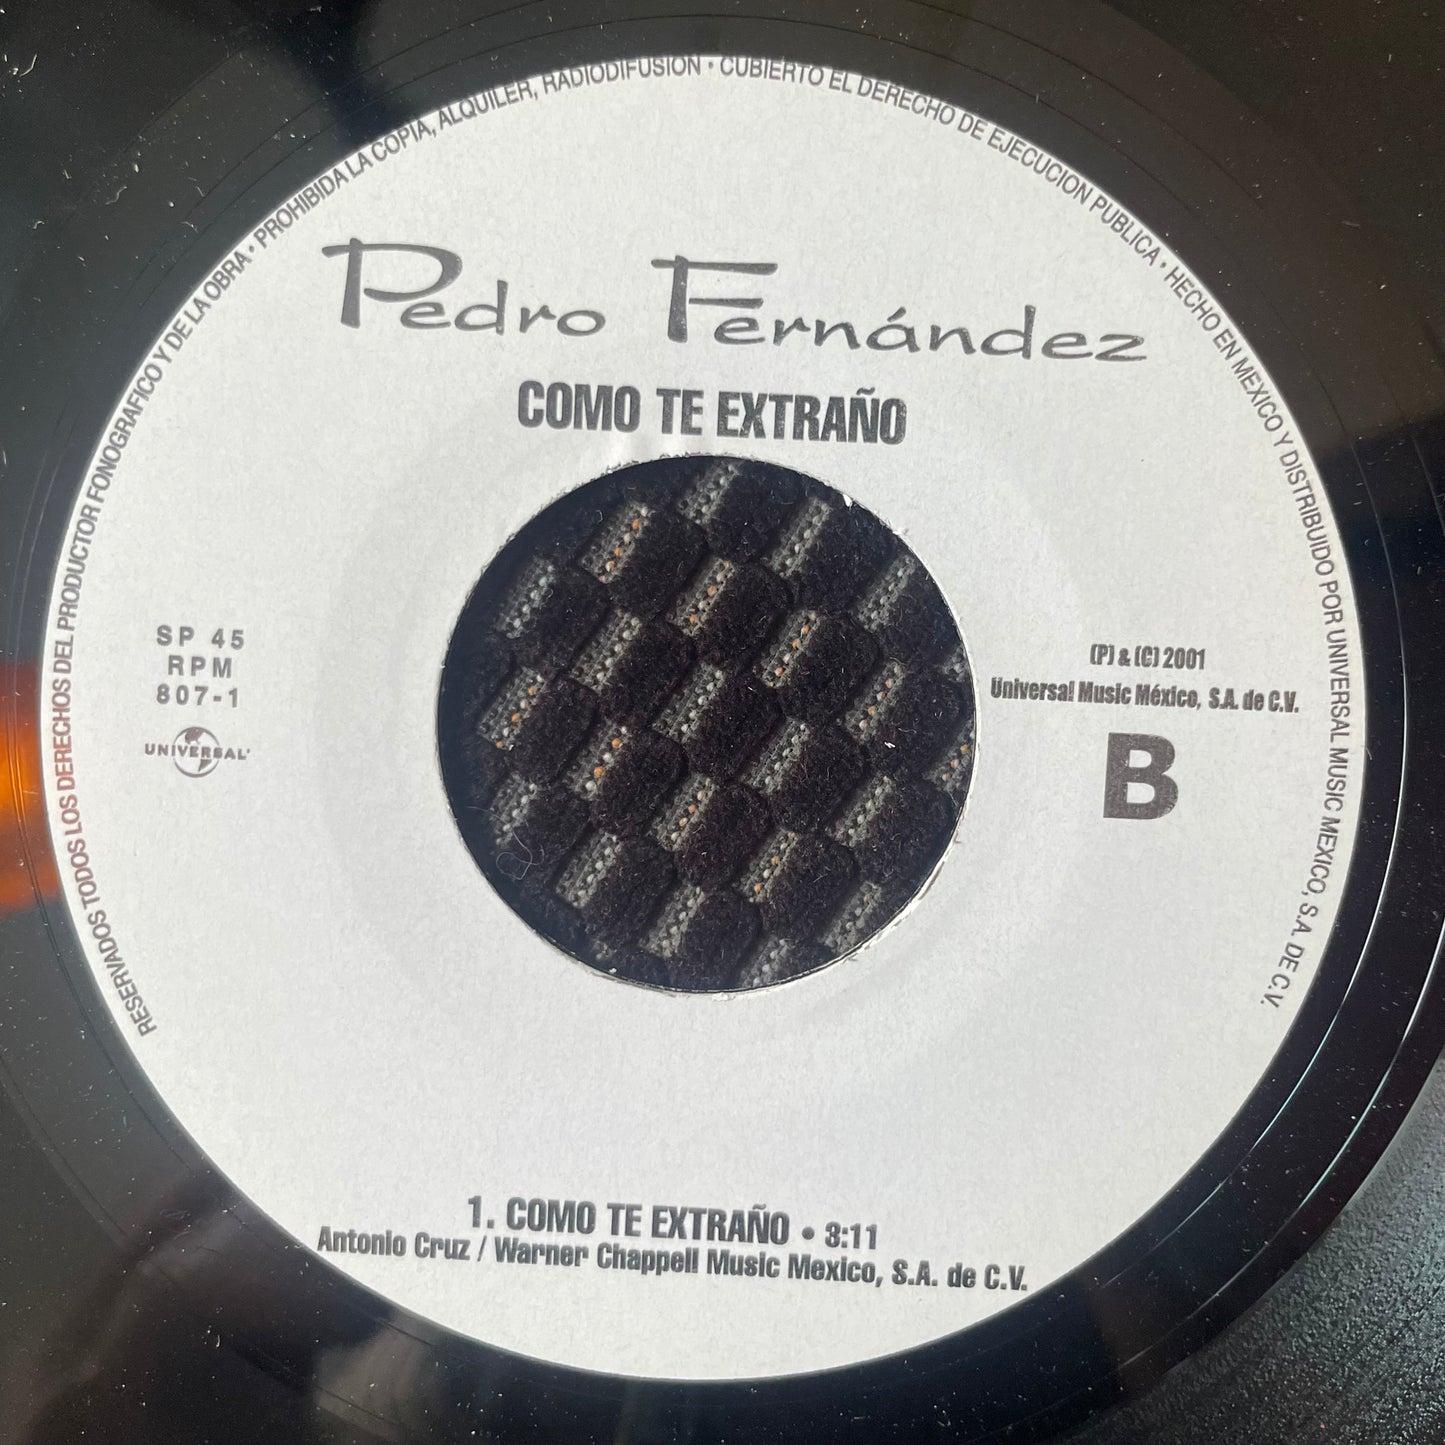 RESERVADOS TODOS LOS DERECHOS DEL PRODUCTOR FONOGRAFICO Y DE LA OBRA • PROHIBIDA LA COPIA, ALQUILER, RADIODIFUSION • CUBIERTO EL DERECHO DE EJECUCION PUBLICA • HECHO EN MEXICO Y DISTRIBUIDO POR UNIVERSAL MUSIC MEXICO, S.A. DE C.V.
Pedro Fernández
COMO TE EXTRAÑO
SP 45
RPM
807-1
UNIVERSAL
(P) & (C) 2001
Universal Music México, S.A. de C.V.
B
1. COMO TE EXTRAÑO • 3:11
Antonio Cruz / Warner Chappell Music Mexico, S.A. de C.V.